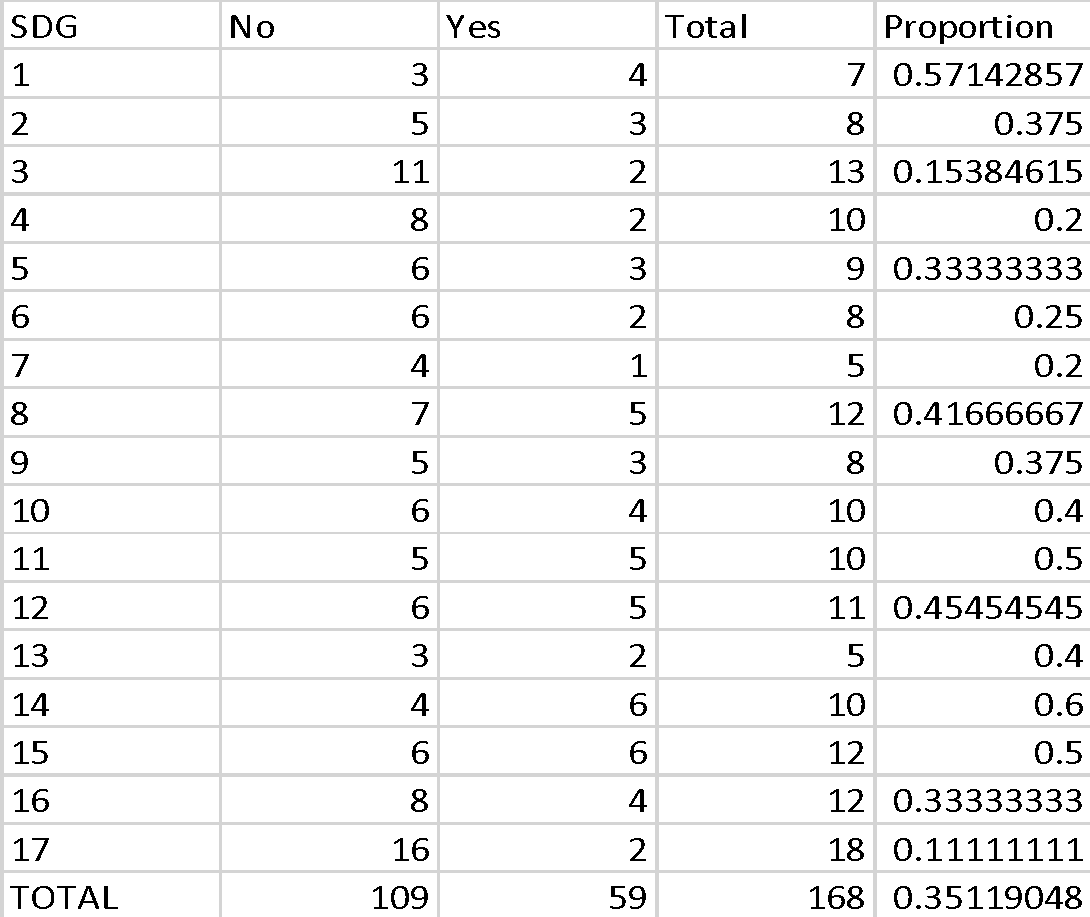 SDG No Yes Total Proportion
1 3 4 7 0.57142857
2 5 3 8 0.375
3 11 2 13 0.15384615
4 8 2 10 0.2
5 6 3 9 0.33333333
6 6 2 8 0.25
7 4 1 5 0.2
8 7 5 12 0.41666667
9 5 3 8 0.375
10 6 4 10 0.4
11 5 5 10 0.5
12 6 5 11 0.45454545
13 3 2 5 0.4
14 4 6 10 0.6
15 6 6 12 0.5
16 8 4 12 0.33333333
17 16 2 18 0.11111111
TOTAL 109 59 168 0.35119048